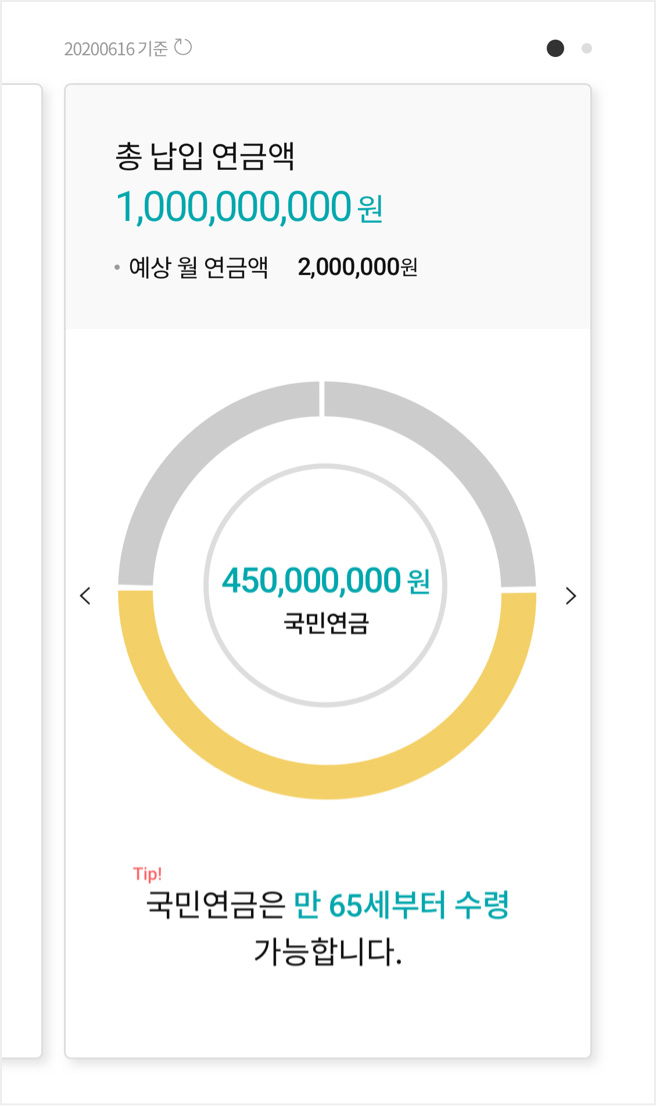 20200616 기준
총 납입 연금액
1,000,000,000 원
• 예상 월 연금액 2,000,000원
450,000,000 원
국민연금
Tip!
국민연금은 만 65세부터 수령
가능합니다.